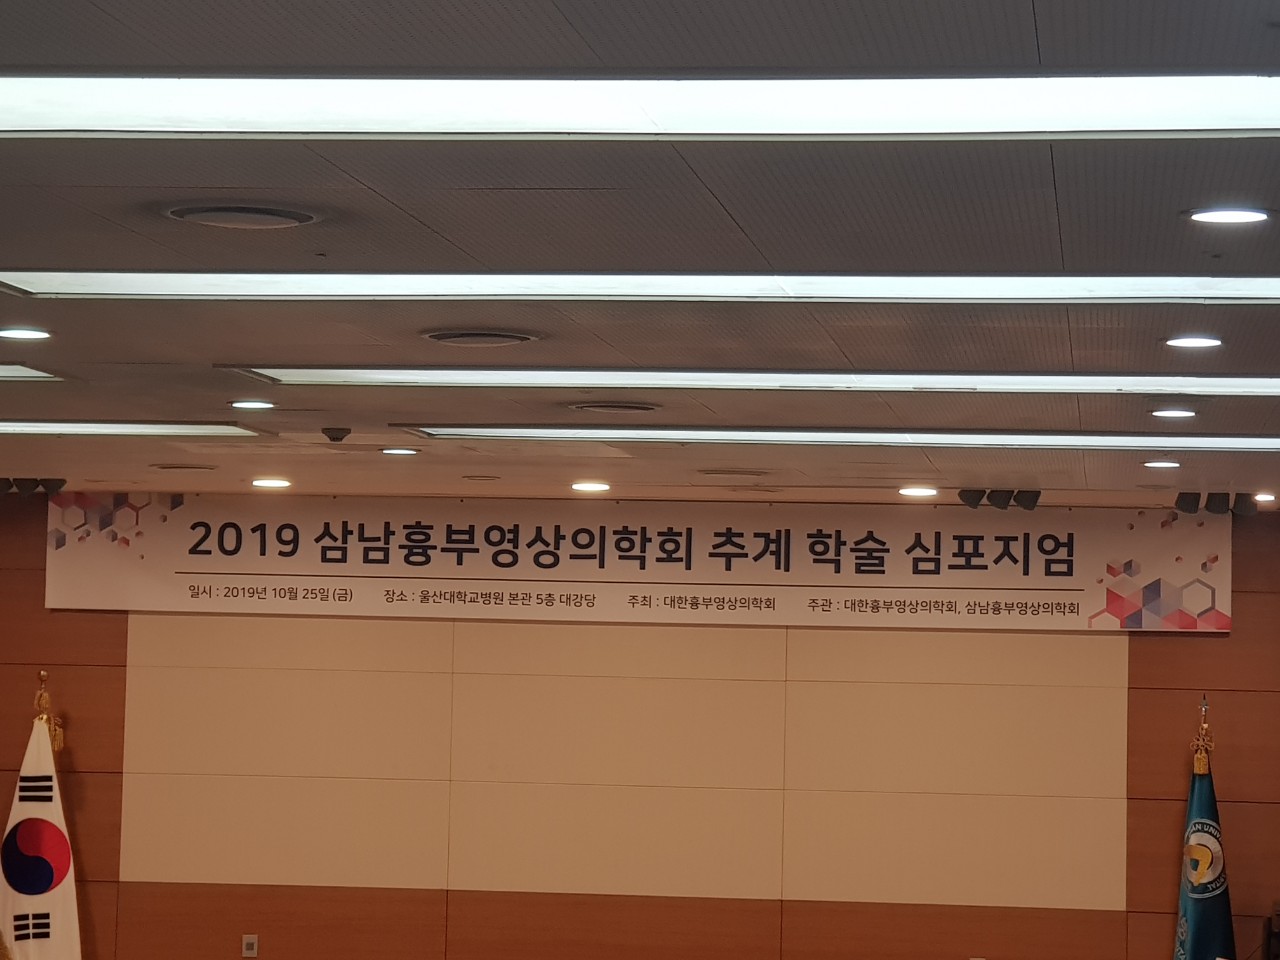 2019 삼남흉부영상의학회 추계 학술 심포지엄
일시 : 2019년 10월 25일 (금) 장소 : 울산대학교병원 본관 5층 대강당 주최 : 대한흉부영상의학회 주관 : 대한흉부영상의학회, 삼남흉부영상의학회